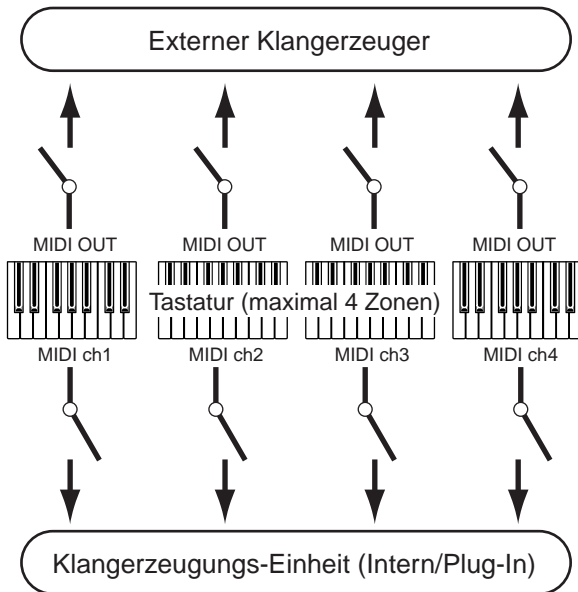 Externer Klangerzeuger
MIDI OUT MIDI OUT MIDI OUT MIDI OUT
Tastatur (maximal 4 Zonen)
MIDI ch1 MIDI ch2 MIDI ch3 MIDI ch4
Klangerzeugungs-Einheit (Intern/Plug-In)